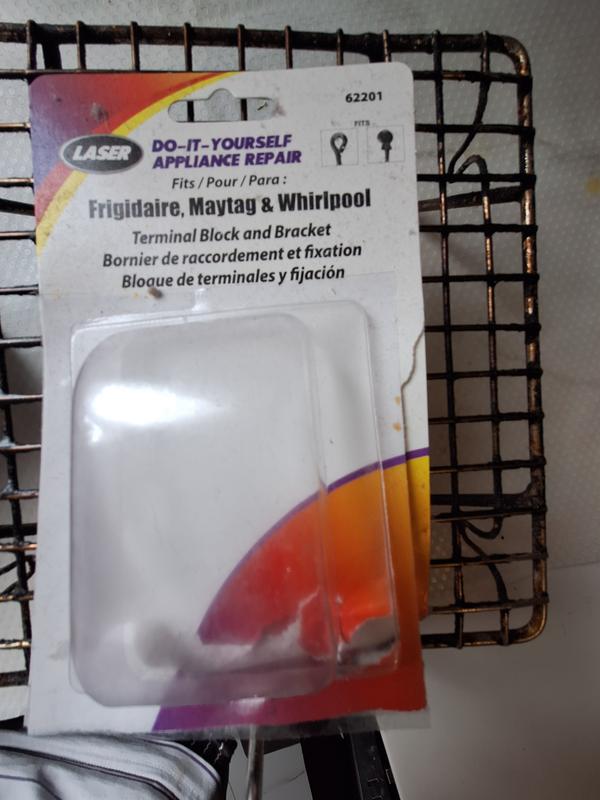 62201
FITS
LASER
DO-IT-YOURSELF
APPLIANCE REPAIR
Fits / Pour / Para :
Frigidaire, Maytag & Whirlpool
Terminal Block and Bracket
Bornier de raccordement et fixation
Bloque de terminales y fijación